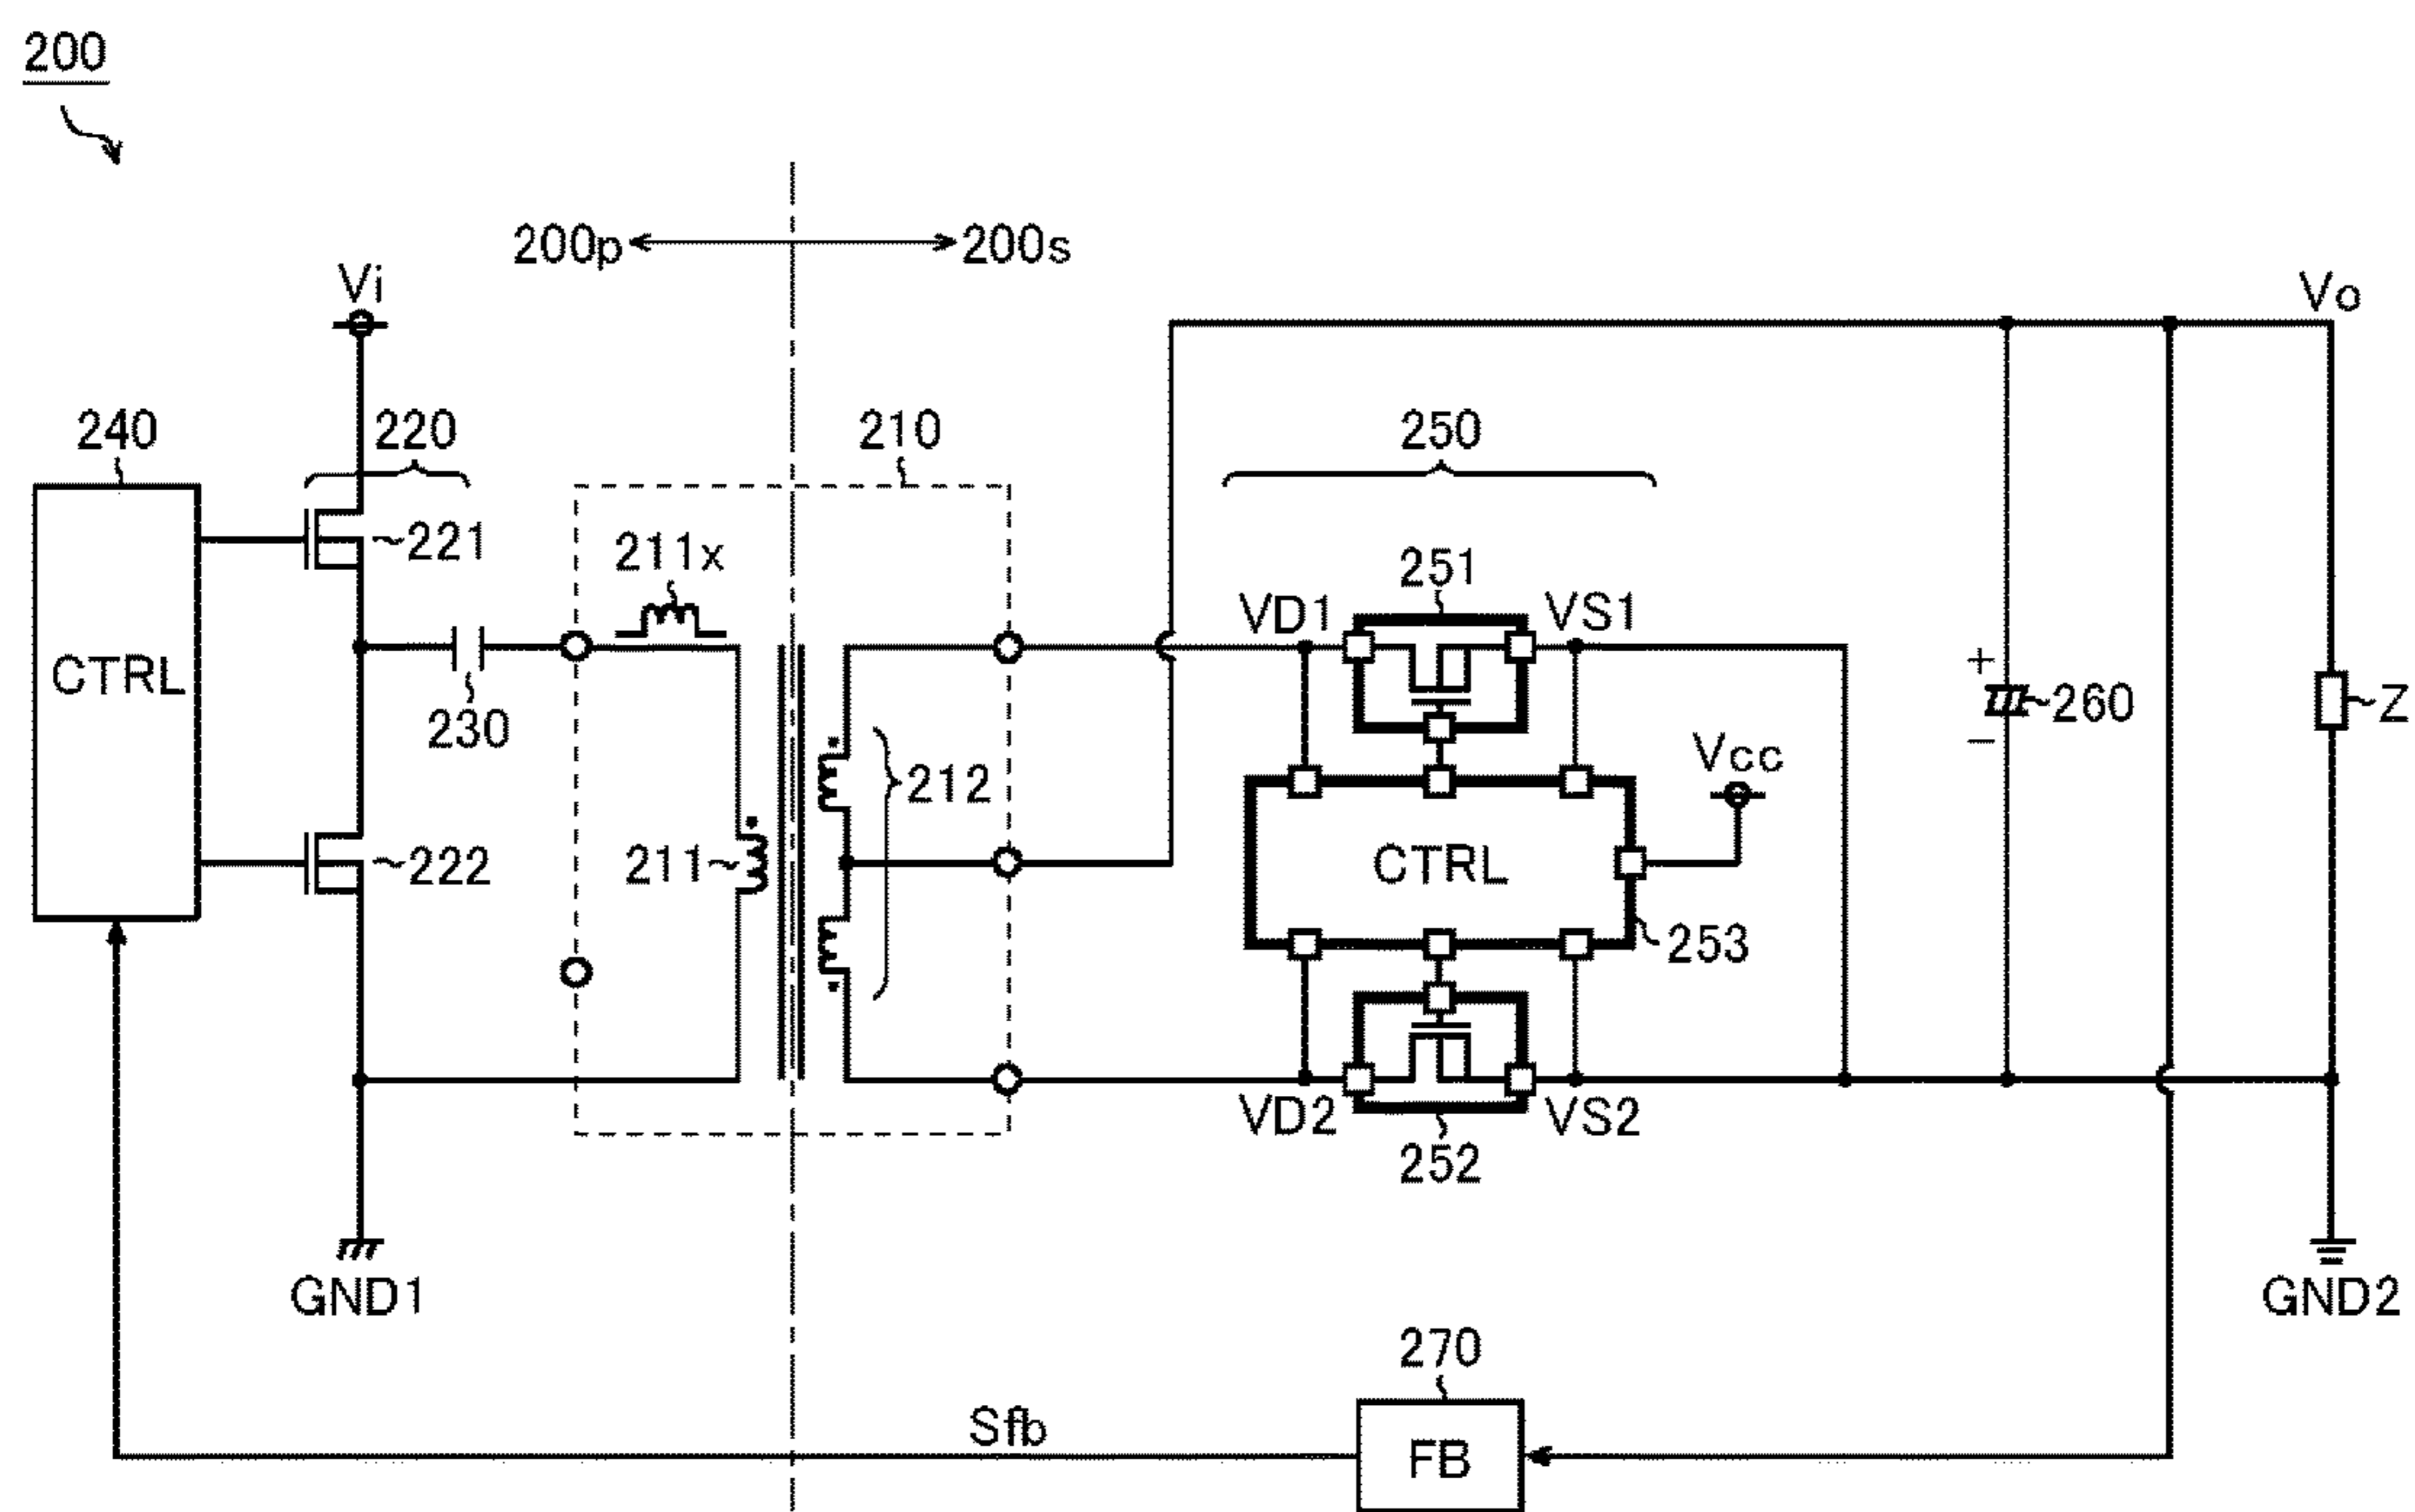 200
200p
200s
Vi
Vo
240
220
210
250
CTRL
221
211x
251
VD1
VS1
230
260
Z
212
Vcc
222
211
CTRL
253
VD2
VS2
252
GND1
GND2
270
Sfb
FB
+
−